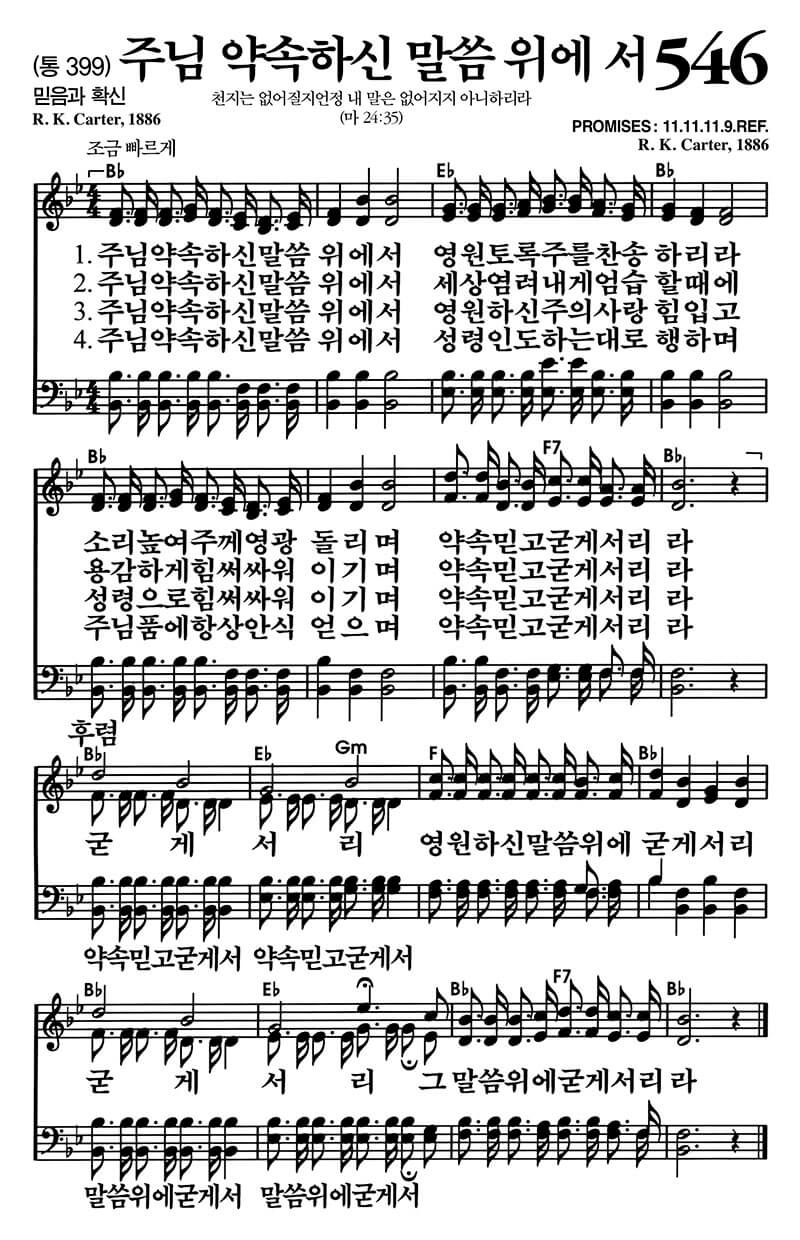 (통 399) 주님 약속하신 말씀 위에 서 546
믿음과 확신
천지는 없어질지언정 내 말은 없어지지 아니하리라
R. K. Carter, 1886
(마 24:35)
PROMISES : 11.11.11.9.REF.
R. K. Carter, 1886
조금 빠르게
B♭ E♭ B♭
1. 주님약속하신말씀 위에서 영원토록주를찬송 하리라
2. 주님약속하신말씀 위에서 세상염려내게엄습 할때에
3. 주님약속하신말씀 위에서 영원하신주의사랑 힘입고
4. 주님약속하신말씀 위에서 성령인도하는대로 행하며
B♭ F7 B♭
소리높여주께영광 돌리며 약속믿고굳게서리 라
용감하게힘써싸워 이기며 약속믿고굳게서리 라
성령으로힘써싸워 이기며 약속믿고굳게서리 라
주님품에항상안식 얻으며 약속믿고굳게서리 라
후렴
B♭ E♭ Gm F B♭
굳 게 서 리 영원하신말씀위에 굳게서리
약속믿고굳게서 약속믿고굳게서
B♭ E♭ B♭ F7 B♭
굳 게 서 리 그 말씀위에굳게서리 라
말씀위에굳게서 말씀위에굳게서